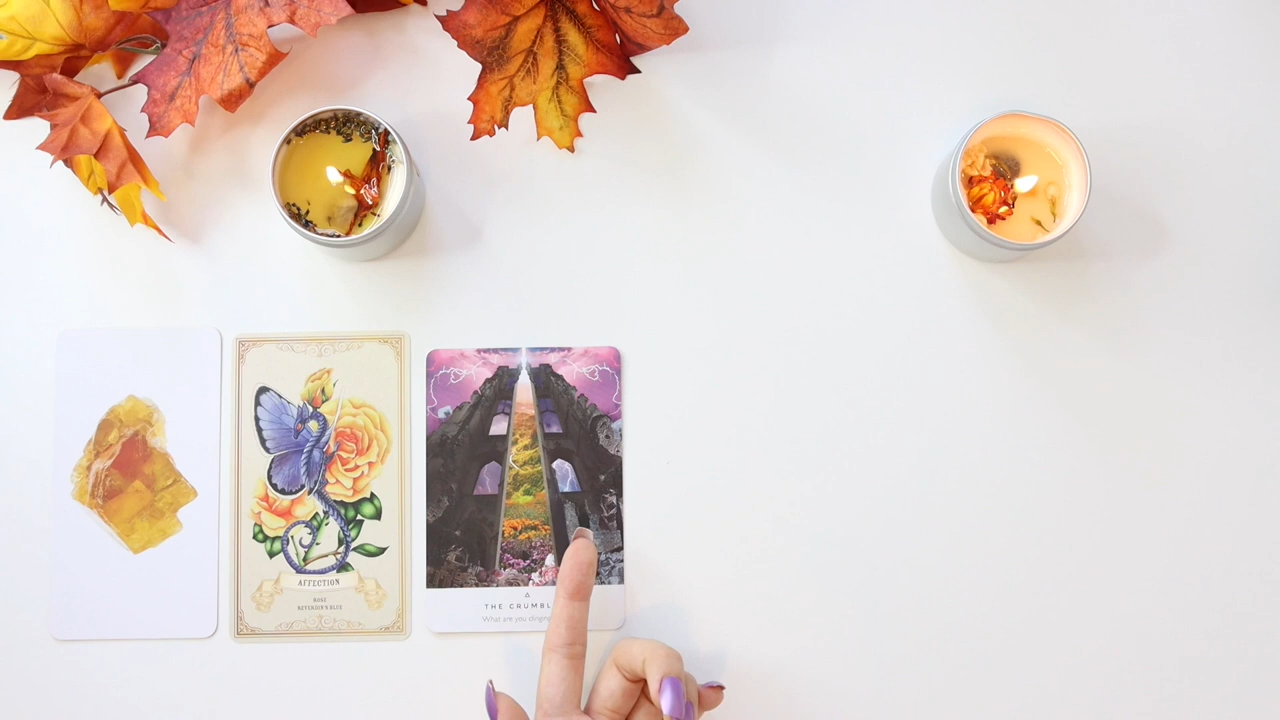 AFFECTION
ROSE
REVERDIN'S BLUE
THE CRUMBL
What are you clinging